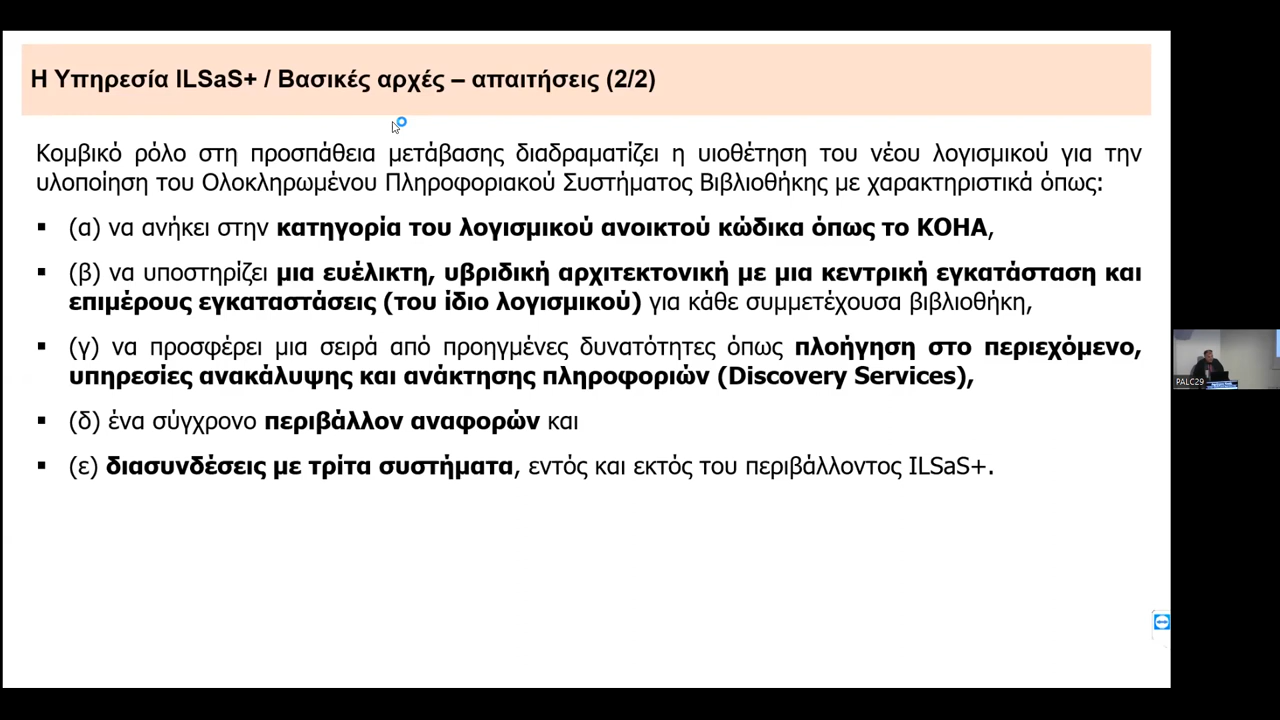 Η Υπηρεσία ILSaS+ / Βασικές αρχές – απαιτήσεις (2/2)
Κομβικό ρόλο στη προσπάθεια μετάβασης διαδραματίζει η υιοθέτηση του νέου λογισμικού για την
υλοποίηση του Ολοκληρωμένου Πληροφοριακού Συστήματος Βιβλιοθήκης με χαρακτηριστικά όπως:
▪ (α) να ανήκει στην κατηγορία του λογισμικού ανοικτού κώδικα όπως το KOHA,
▪ (β) να υποστηρίζει μια ευέλικτη, υβριδική αρχιτεκτονική με μια κεντρική εγκατάσταση και
επιμέρους εγκαταστάσεις (του ίδιο λογισμικού) για κάθε συμμετέχουσα βιβλιοθήκη,
▪ (γ) να προσφέρει μια σειρά από προηγμένες δυνατότητες όπως πλοήγηση στο περιεχόμενο,
υπηρεσίες ανακάλυψης και ανάκτησης πληροφοριών (Discovery Services),
▪ (δ) ένα σύγχρονο περιβάλλον αναφορών και
▪ (ε) διασυνδέσεις με τρίτα συστήματα, εντός και εκτός του περιβάλλοντος ILSaS+.
PALC29